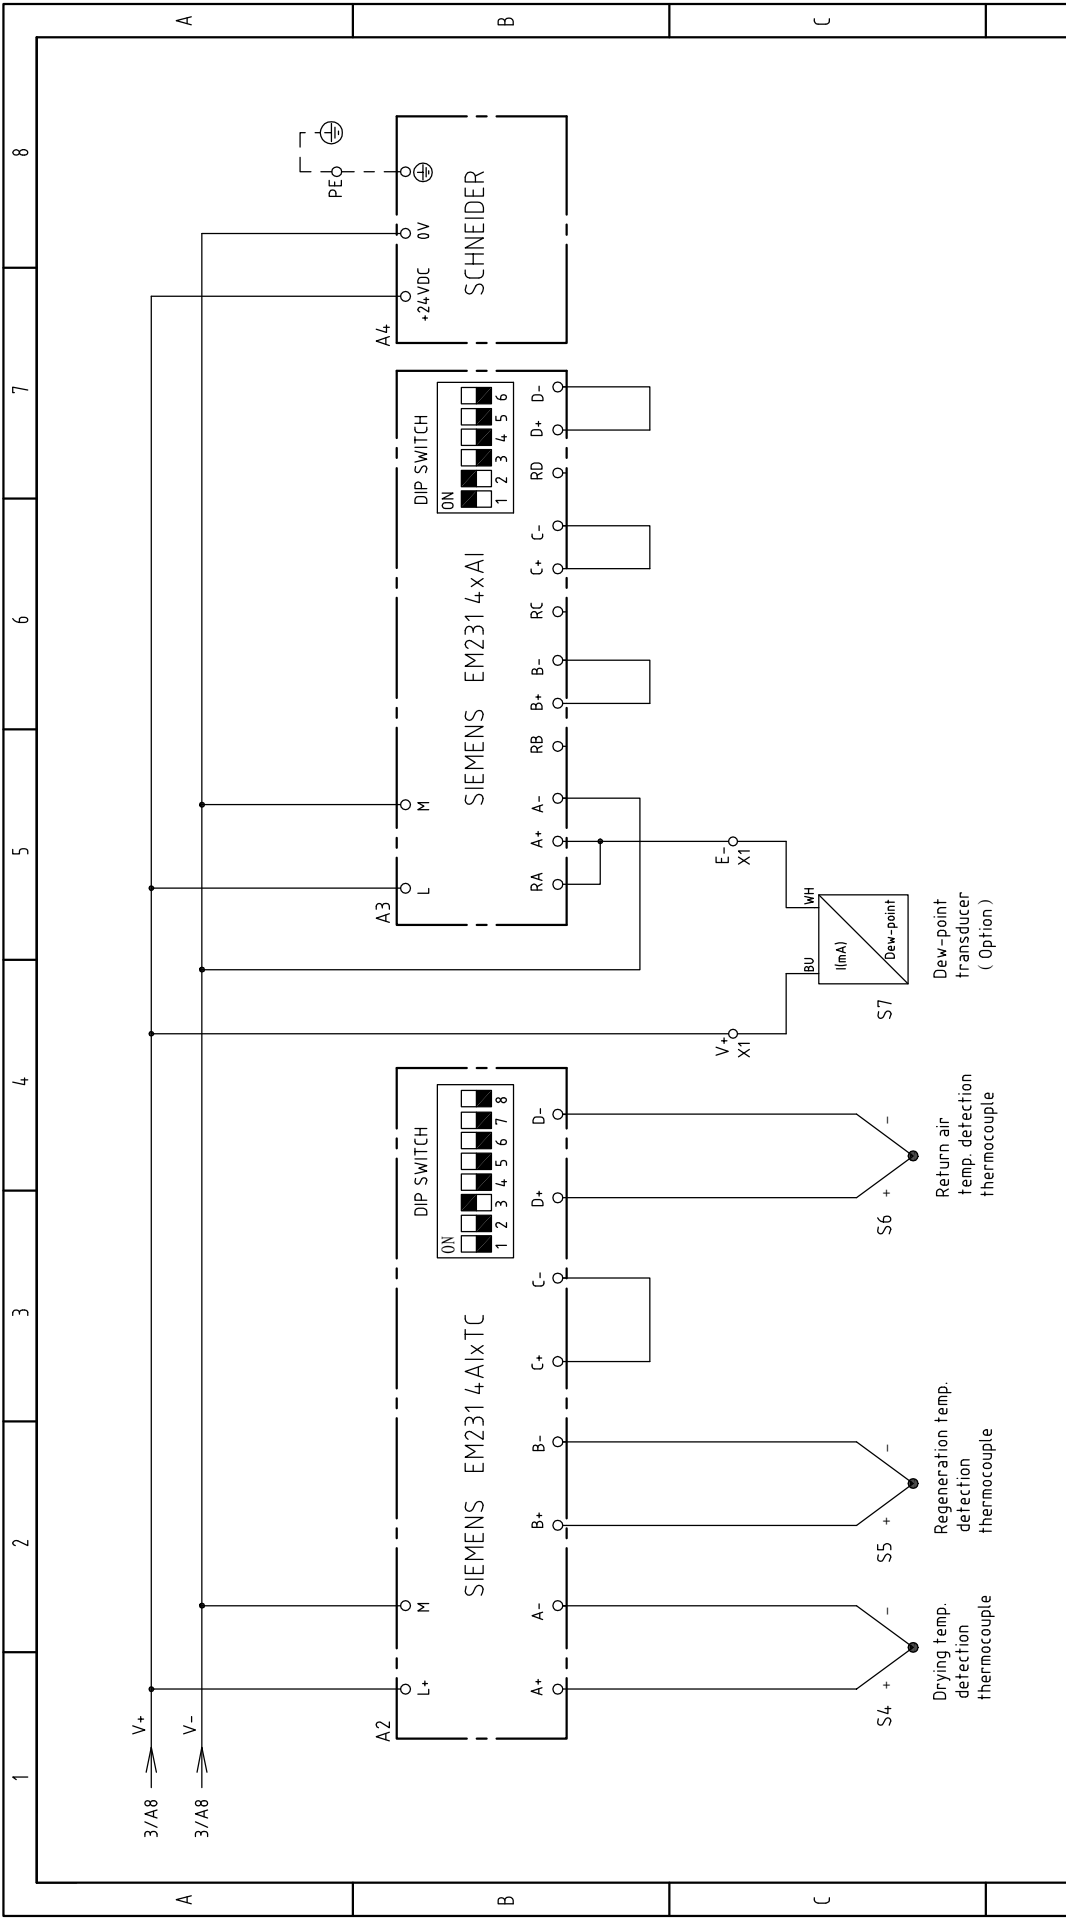 1 2 3 4 5 6 7 8
A
A
3/A8
V+
3/A8
V-
PE
A2
L+
M
A3
L
M
A4
+24VDC
0V
B
B
SIEMENS EM231 4AIxTC
DIP SWITCH
ON
1 2 3 4 5 6 7 8
SIEMENS EM231 4xAI
DIP SWITCH
ON
1 2 3 4 5 6
SCHNEIDER
A+ A- B+ B- C+ C- D+ D-
RA A+ A- RB B+ B- RC C+ C- RD D+ D-
V+
X1
E-
X1
C
C
BU
WH
I(mA)
Dew-point
S4 + -
Drying temp.
detection
thermocouple
S5 + -
Regeneration temp.
detection
thermocouple
S6 + -
Return air
temp. detection
thermocouple
S7
Dew-point
transducer
( Option)